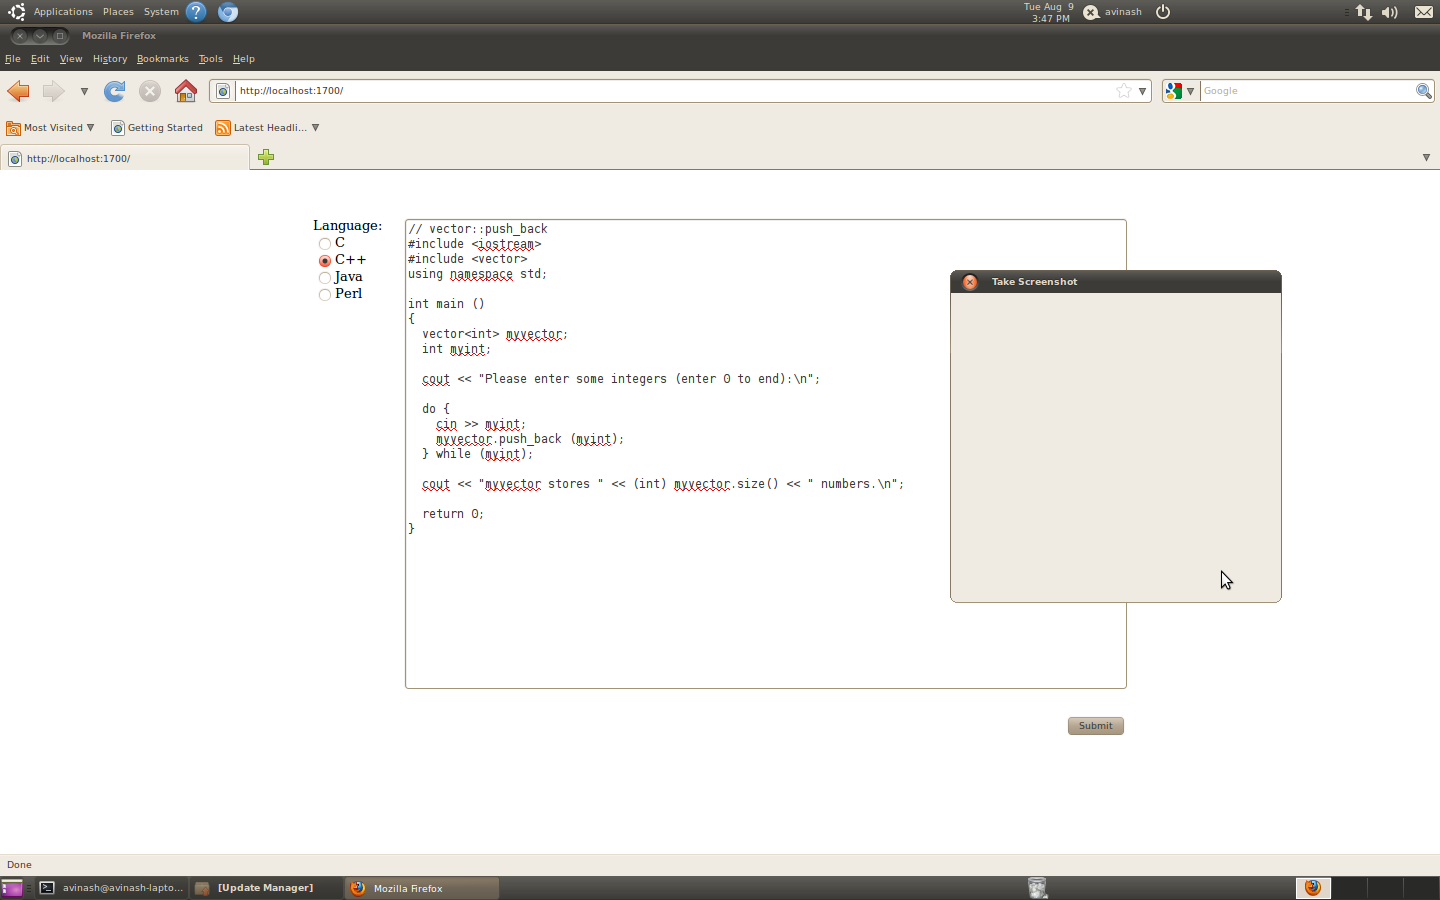 Applications Places System
Tue Aug 9
3:47 PM
avinash
Mozilla Firefox
File Edit View History Bookmarks Tools Help
http://localhost:1700/
Google
Most Visited Getting Started Latest Headli...
http://localhost:1700/
Language:
C
C++
Java
Perl
// vector::push_back
#include <iostream>
#include <vector>
using namespace std;
int main ()
{
  vector<int> myvector;
  int myint;
  cout << "Please enter some integers (enter 0 to end):\n";
  do {
    cin >> myint;
    myvector.push_back (myint);
  } while (myint);
  cout << "myvector stores " << (int) myvector.size() << " numbers.\n";
  return 0;
}
Take Screenshot
Submit
Done
avinash@avinash-lapto... [Update Manager] Mozilla Firefox